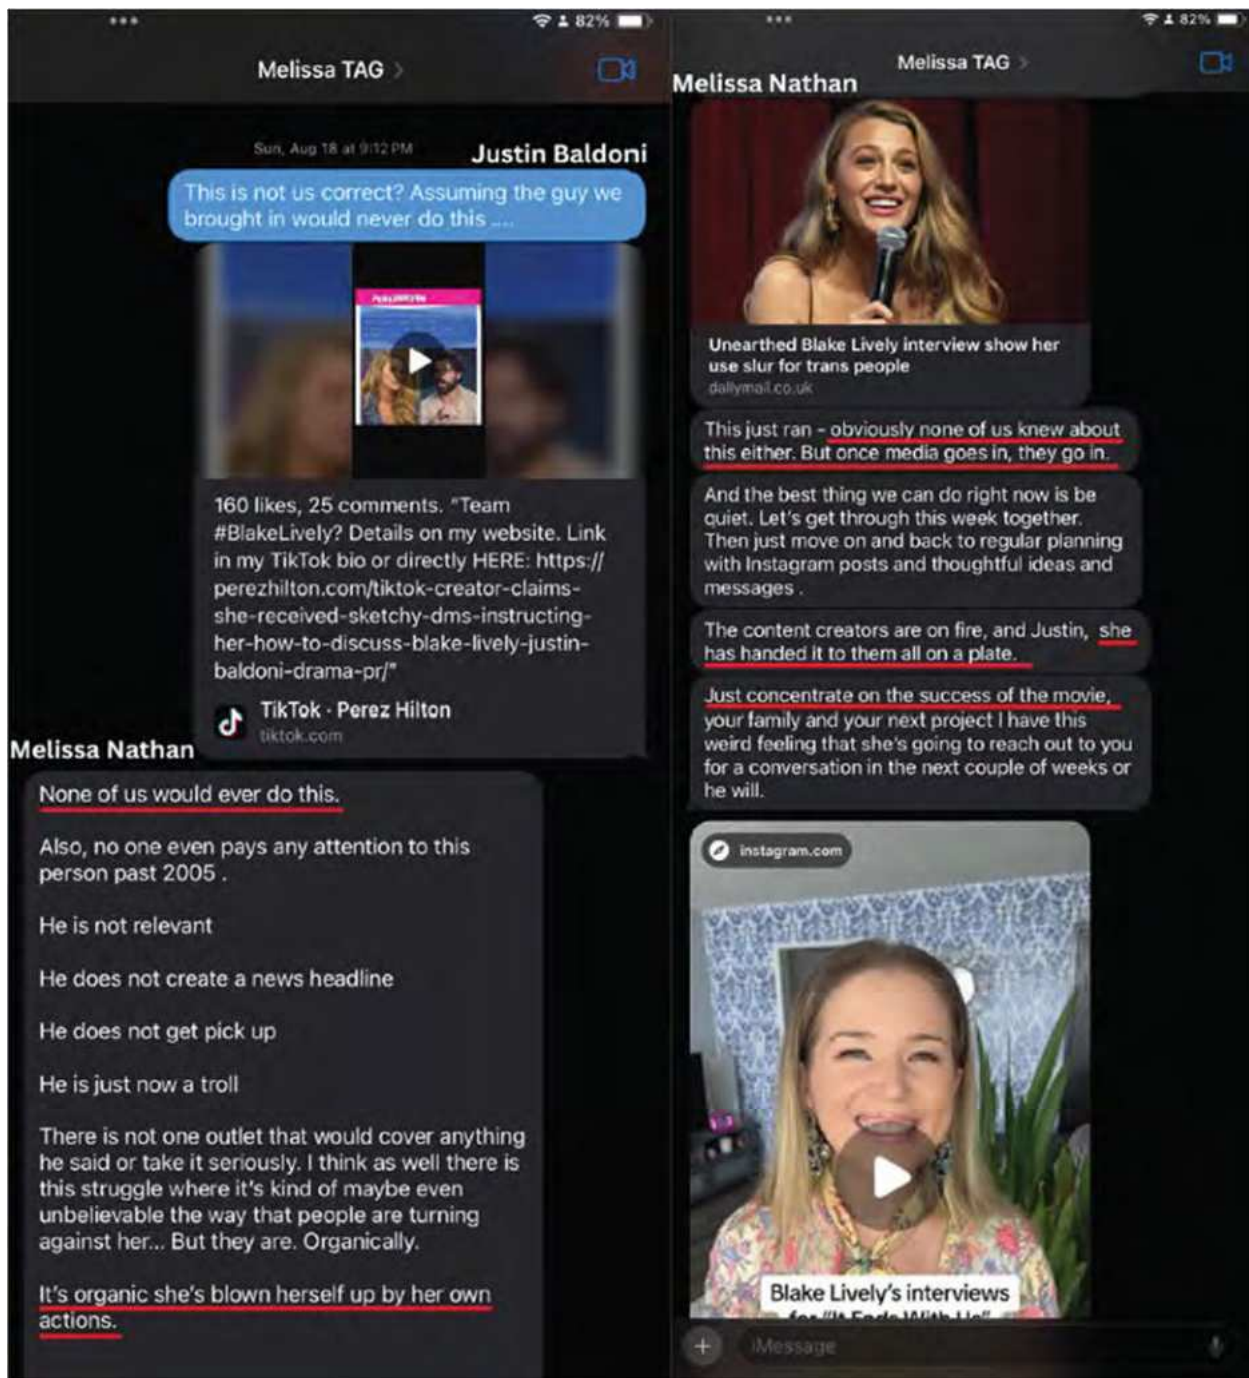 82%
Melissa TAG >
Sun, Aug 18 at 9:12 PM
Justin Baldoni
This is not us correct? Assuming the guy we
brought in would never do this ....
160 likes, 25 comments. "Team
#BlakeLively? Details on my website. Link
in my TikTok bio or directly HERE: https://
perezhilton.com/tiktok-creator-claims-
she-received-sketchy-dms-instructing-
her-how-to-discuss-blake-lively-justin-
baldoni-drama-pr/"
TikTok · Perez Hilton
tiktok.com
Melissa Nathan
None of us would ever do this.
Also, no one even pays any attention to this
person past 2005 .
He is not relevant
He does not create a news headline
He does not get pick up
He is just now a troll
There is not one outlet that would cover anything
he said or take it seriously. I think as well there is
this struggle where it's kind of maybe even
unbelievable the way that people are turning
against her... But they are. Organically.
It's organic she's blown herself up by her own
actions.
82%
Melissa TAG >
Melissa Nathan
Unearthed Blake Lively interview show her
use slur for trans people
dailymail.co.uk
This just ran - obviously none of us knew about
this either. But once media goes in, they go in.
And the best thing we can do right now is be
quiet. Let's get through this week together.
Then just move on and back to regular planning
with Instagram posts and thoughtful ideas and
messages .
The content creators are on fire, and Justin, she
has handed it to them all on a plate.
Just concentrate on the success of the movie,
your family and your next project I have this
weird feeling that she's going to reach out to you
for a conversation in the next couple of weeks or
he will.
instagram.com
Blake Lively's interviews
for "It Ends With Us"
iMessage